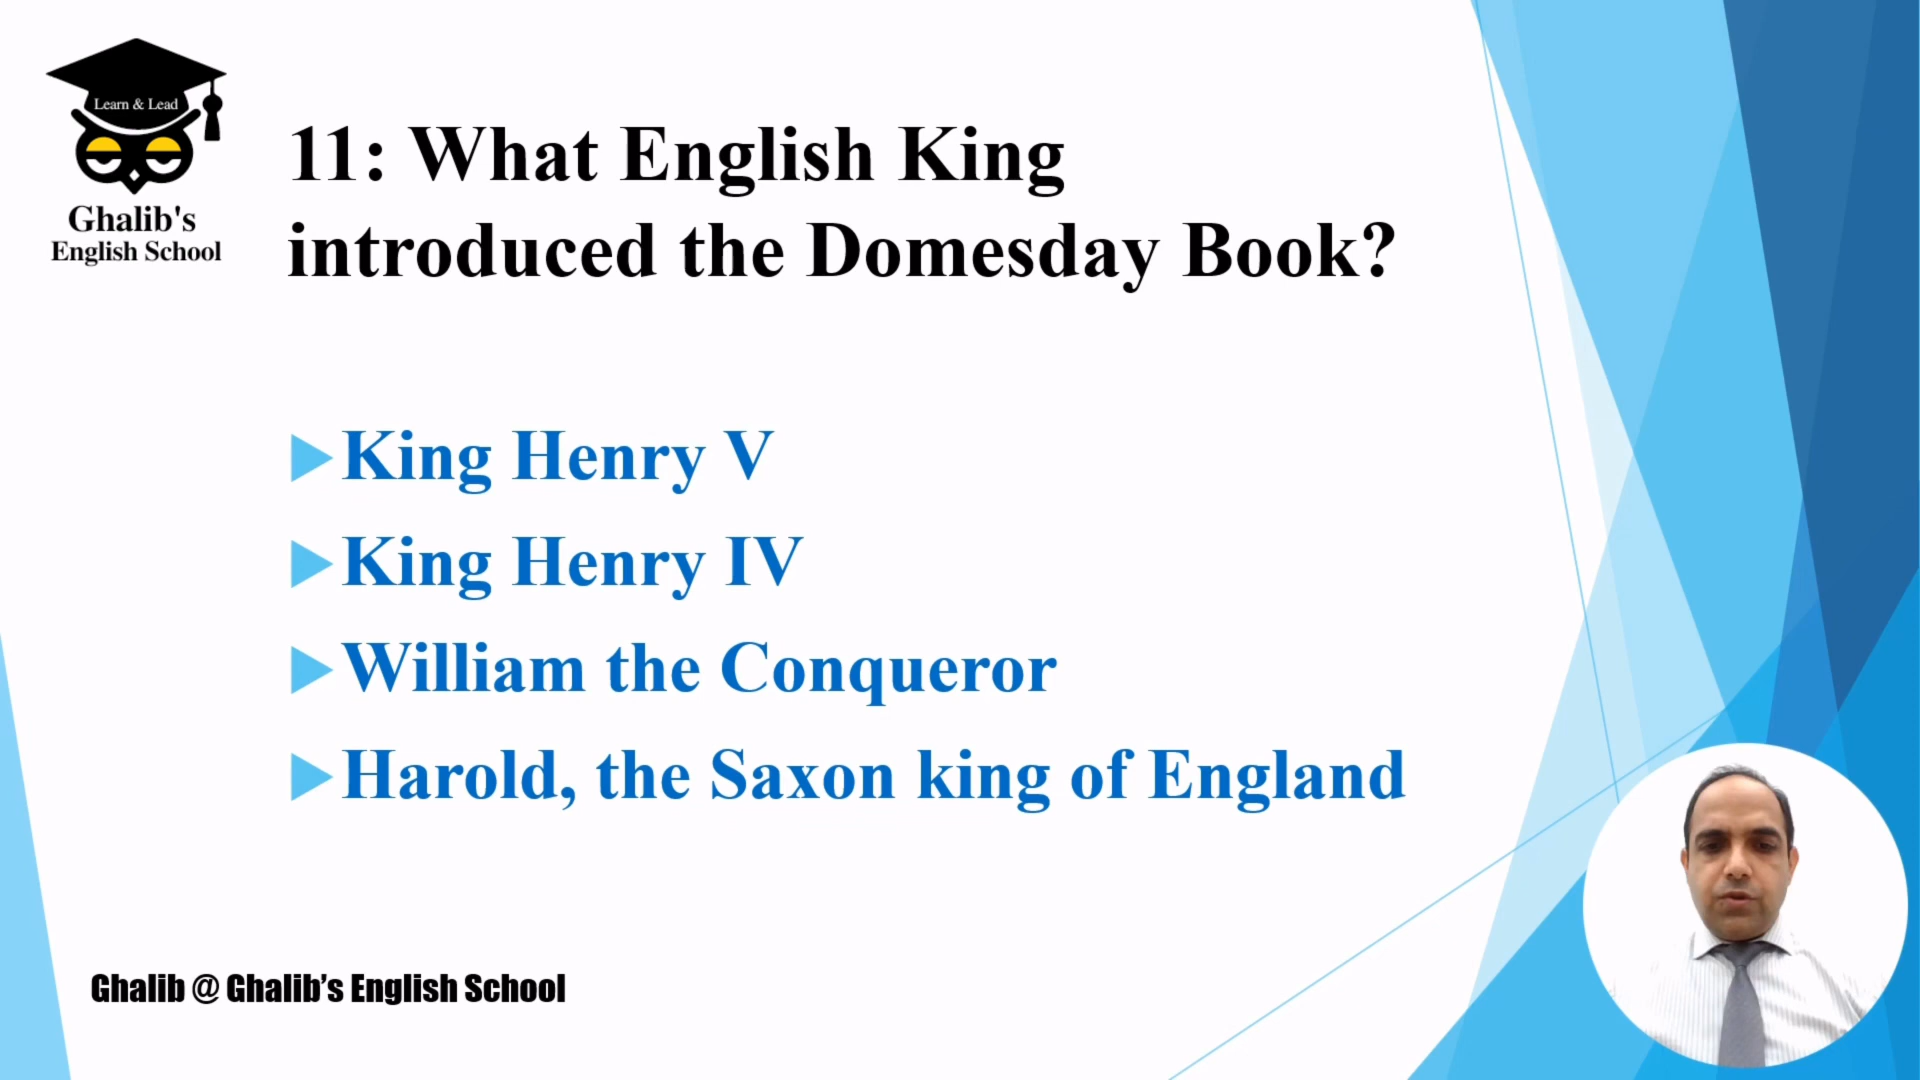 Learn & Lead
Ghalib's
English School
11: What English King
introduced the Domesday Book?
King Henry V
King Henry IV
William the Conqueror
Harold, the Saxon king of England
Ghalib @ Ghalib’s English School